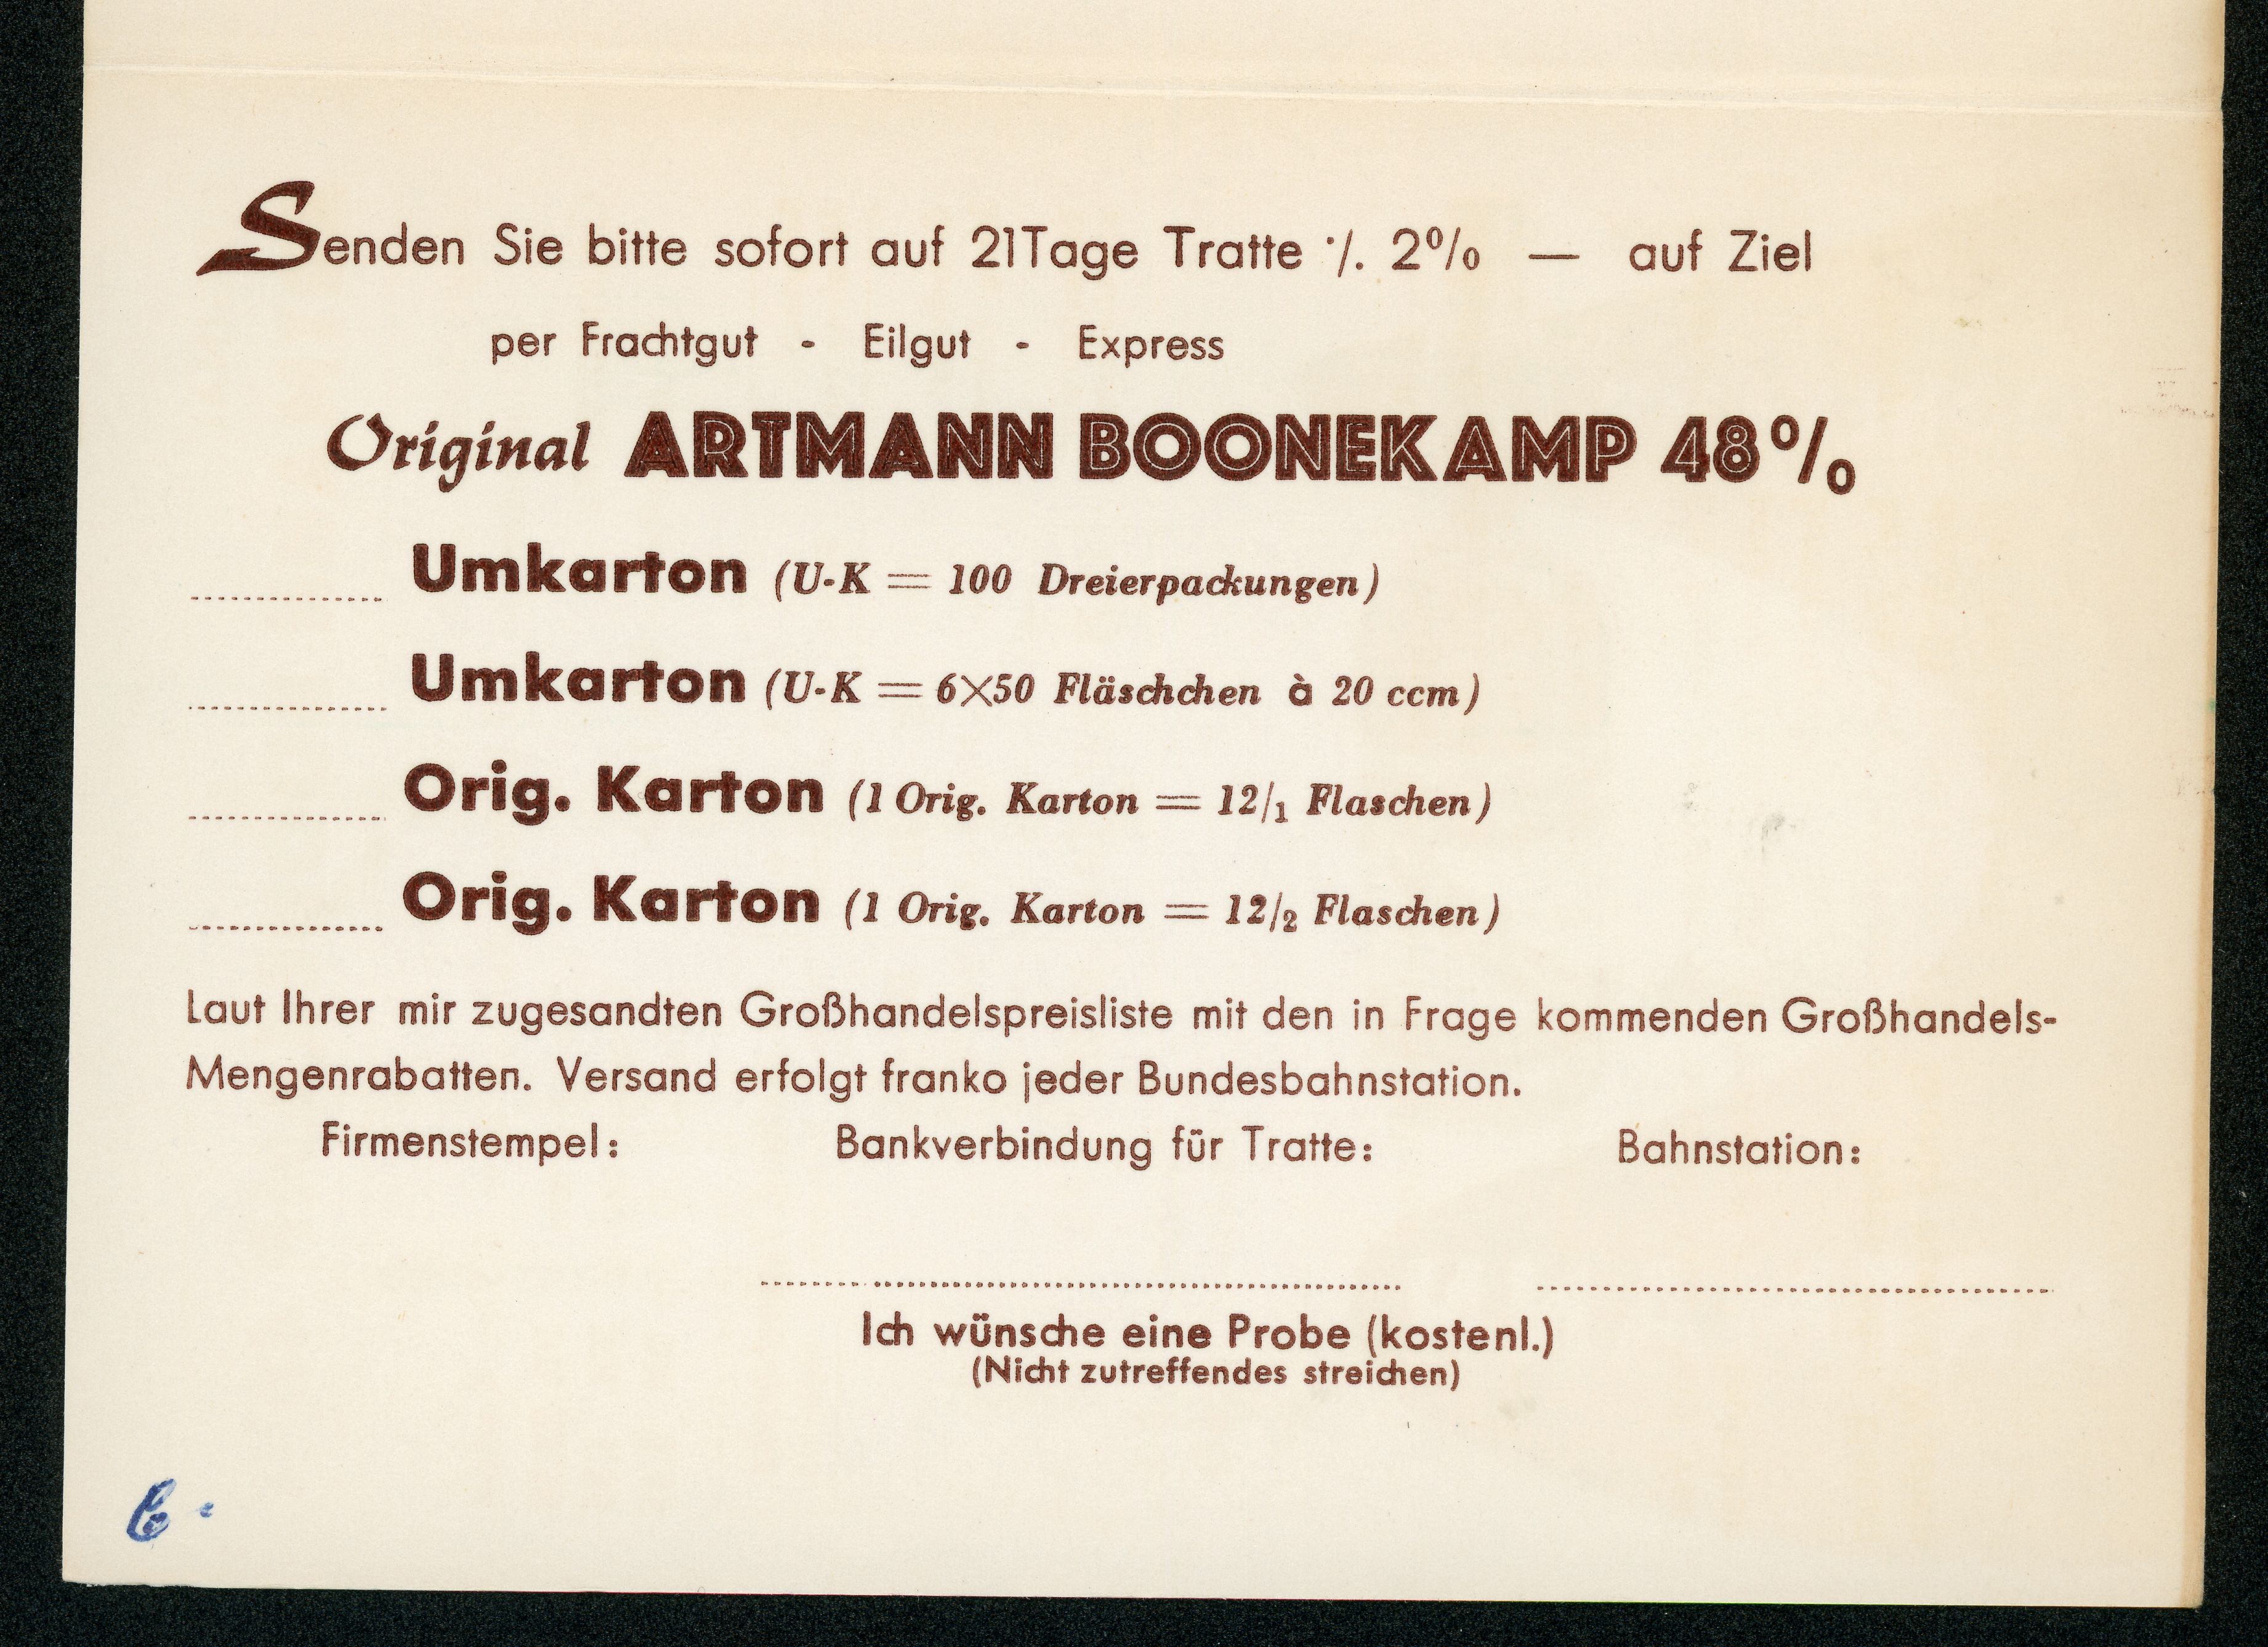 Senden Sie bitte sofort auf 21 Tage Tratte ·/. 2% — auf Ziel
per Frachtgut - Eilgut - Express
Original ARTMANN BOONEKAMP 48%
.................... Umkarton (U-K = 100 Dreierpackungen)
.................... Umkarton (U-K = 6×50 Fläschchen à 20 ccm)
.................... Orig. Karton (1 Orig. Karton = 12/1 Flaschen)
.................... Orig. Karton (1 Orig. Karton = 12/2 Flaschen)
Laut Ihrer mir zugesandten Großhandelspreisliste mit den in Frage kommenden Großhandels-
Mengenrabatten. Versand erfolgt franko jeder Bundesbahnstation.
Firmenstempel: Bankverbindung für Tratte: Bahnstation:
Ich wünsche eine Probe (kostenl.)
(Nicht zutreffendes streichen)